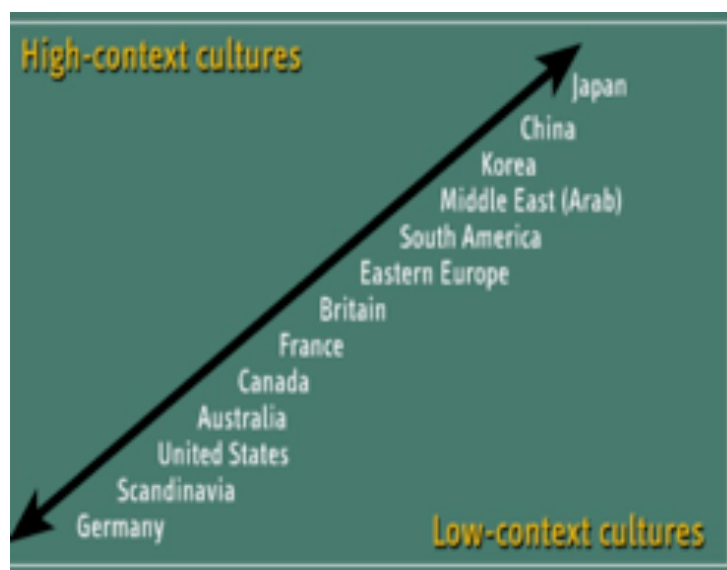 High-context cultures
Japan
China
Korea
Middle East (Arab)
South America
Eastern Europe
Britain
France
Canada
Australia
United States
Scandinavia
Germany
Low-context cultures